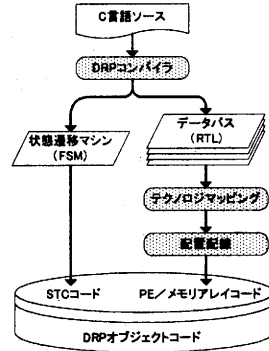 C言語ソース
DRPコンパイラ
状態遷移マシン
(FSM)
データパス
(RTL)
テクノロジマッピング
配置配線
STCコード
PE/メモリアレイコード
DRPオブジェクトコード